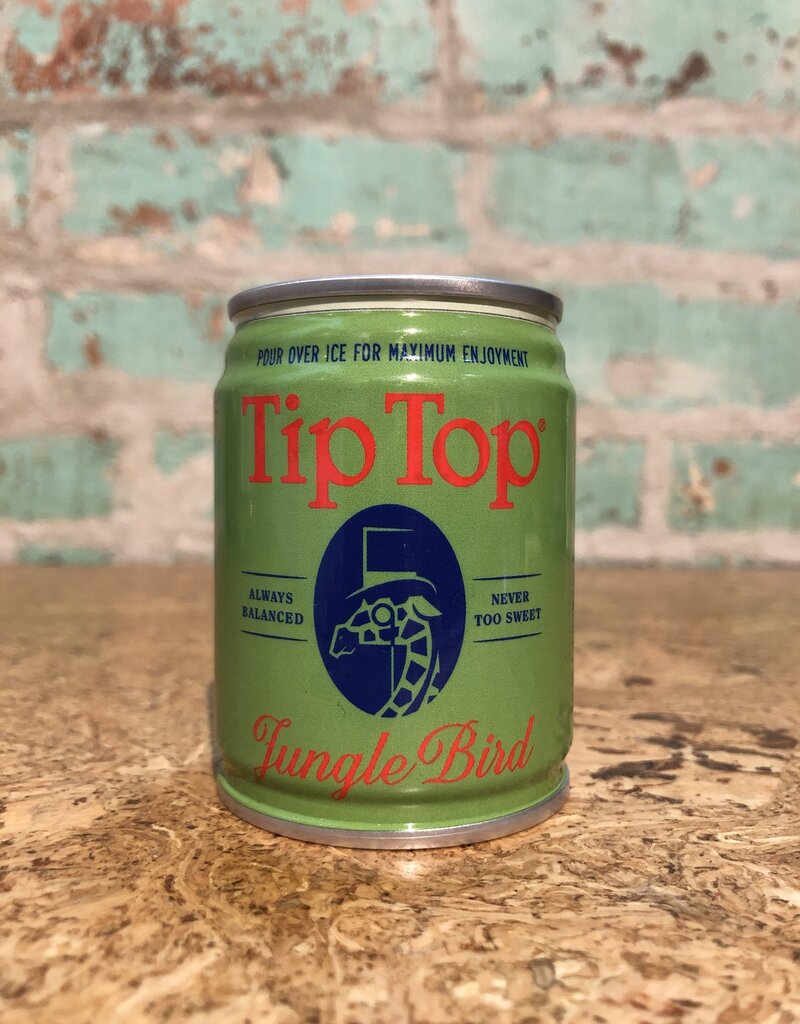 POUR OVER ICE FOR MAXIMUM ENJOYMENT
Tip Top®
ALWAYS
BALANCED
NEVER
TOO SWEET
Jungle Bird